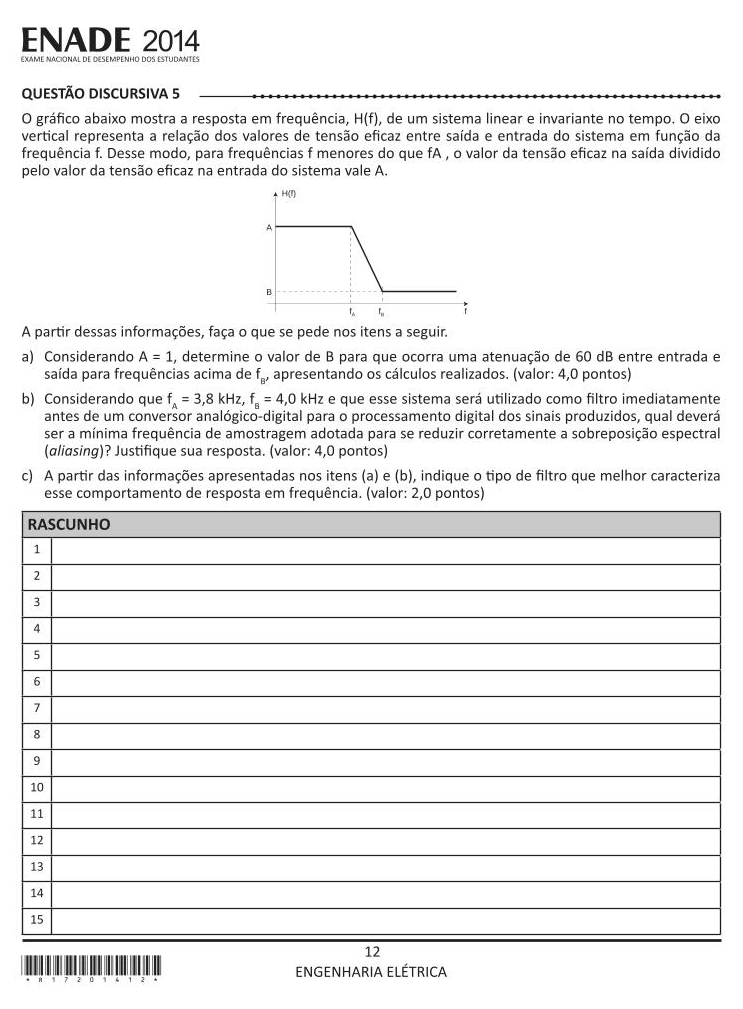 ENADE 2014
EXAME NACIONAL DE DESEMPENHO DOS ESTUDANTES
QUESTÃO DISCURSIVA 5
O gráfico abaixo mostra a resposta em frequência, H(f), de um sistema linear e invariante no tempo. O eixo
vertical representa a relação dos valores de tensão eficaz entre saída e entrada do sistema em função da
frequência f. Desse modo, para frequências f menores do que fA , o valor da tensão eficaz na saída dividido
pelo valor da tensão eficaz na entrada do sistema vale A.
H(f)
A
B
fA fB f
A partir dessas informações, faça o que se pede nos itens a seguir.
a) Considerando A = 1, determine o valor de B para que ocorra uma atenuação de 60 dB entre entrada e
saída para frequências acima de fB, apresentando os cálculos realizados. (valor: 4,0 pontos)
b) Considerando que fA = 3,8 kHz, fB = 4,0 kHz e que esse sistema será utilizado como filtro imediatamente
antes de um conversor analógico-digital para o processamento digital dos sinais produzidos, qual deverá
ser a mínima frequência de amostragem adotada para se reduzir corretamente a sobreposição espectral
(aliasing)? Justifique sua resposta. (valor: 4,0 pontos)
c) A partir das informações apresentadas nos itens (a) e (b), indique o tipo de filtro que melhor caracteriza
esse comportamento de resposta em frequência. (valor: 2,0 pontos)
RASCUNHO
1
2
3
4
5
6
7
8
9
10
11
12
13
14
15
12
ENGENHARIA ELÉTRICA
* R 1 7 2 0 1 4 1 2 *